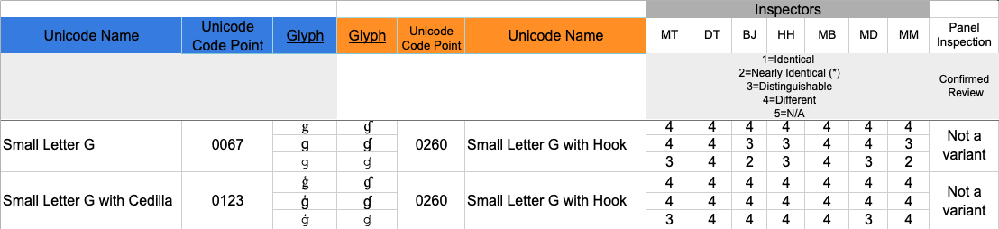 Inspectors
Unicode Name Unicode Code Point Glyph Glyph Unicode Code Point Unicode Name MT DT BJ HH MB MD MM Panel Inspection
1=Identical
2=Nearly Identical (*)
3=Distinguishable
4=Different
5=N/A
Confirmed Review
Small Letter G 0067 g ɠ 0260 Small Letter G with Hook 4 4 4 4 4 4 4 Not a variant
g ɠ 4 4 3 3 4 4 3
g ɠ 3 4 2 3 4 3 2
Small Letter G with Cedilla 0123 ģ ɠ 0260 Small Letter G with Hook 4 4 4 4 4 4 4 Not a variant
ģ ɠ 4 4 4 4 4 4 4
ģ ɠ 3 4 4 4 4 3 4